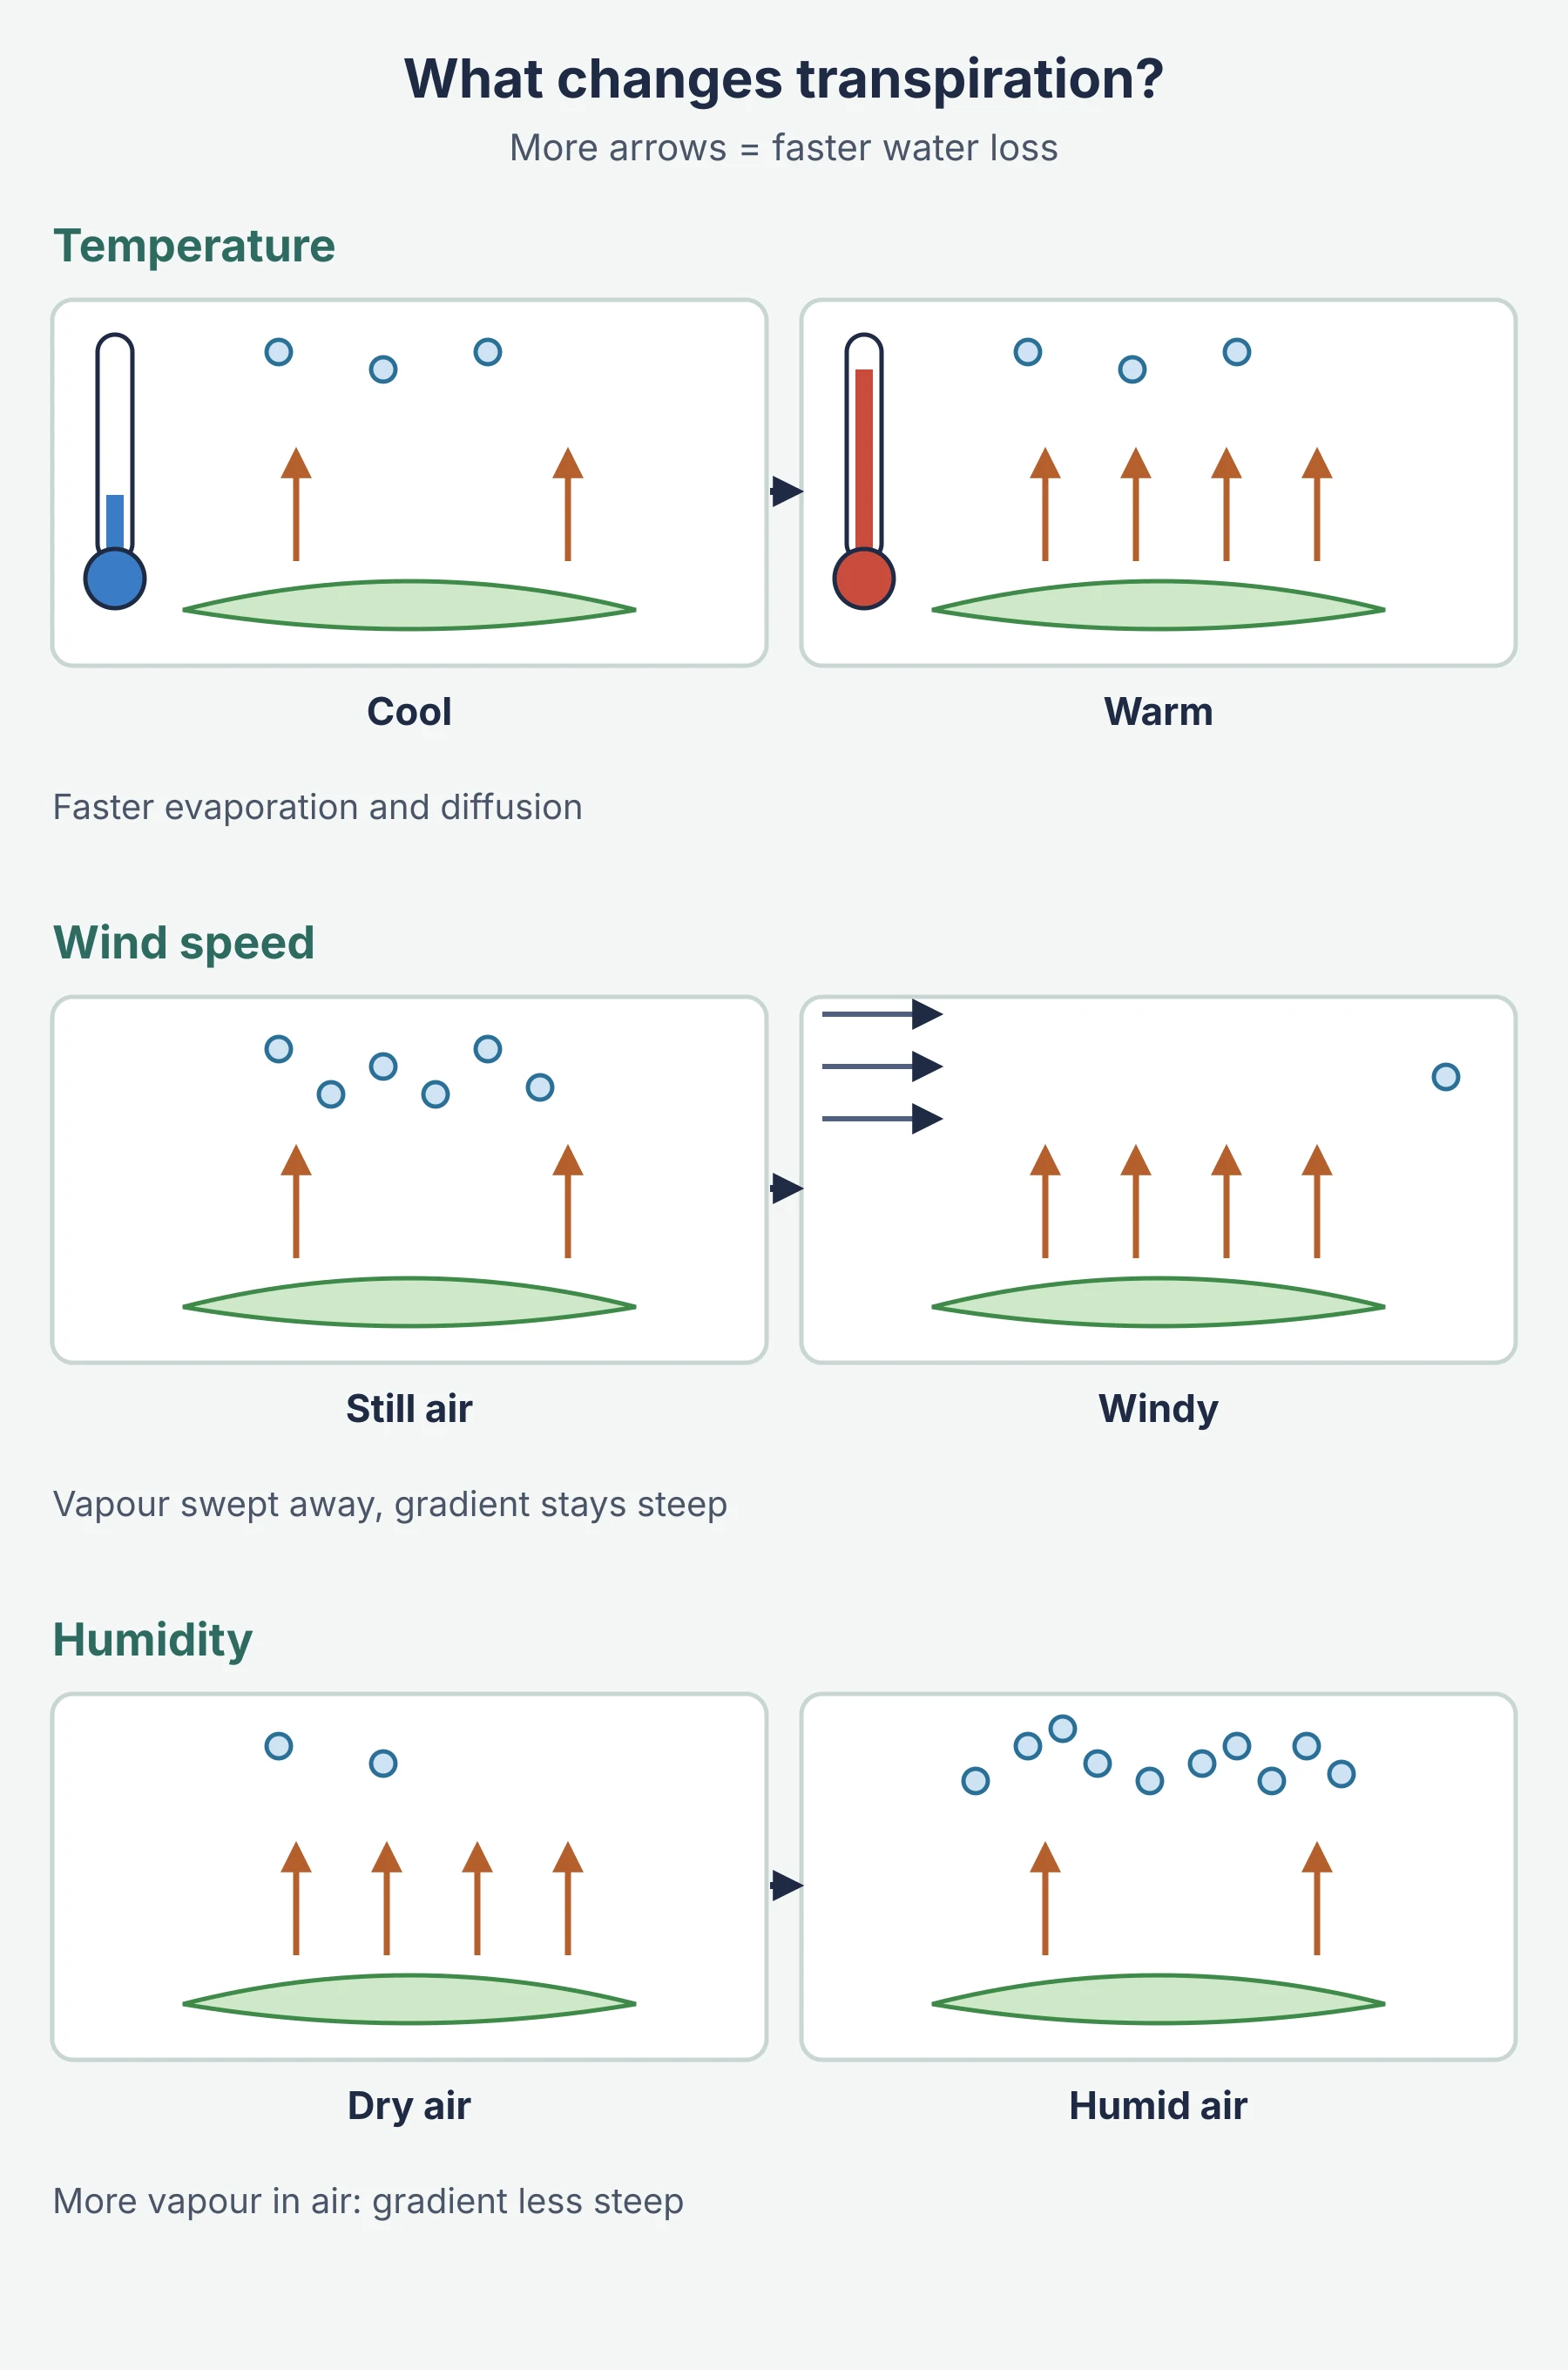 What changes transpiration?
More arrows = faster water loss
Temperature
Cool
Warm
Faster evaporation and diffusion
Wind speed
Still air
Windy
Vapour swept away, gradient stays steep
Humidity
Dry air
Humid air
More vapour in air: gradient less steep